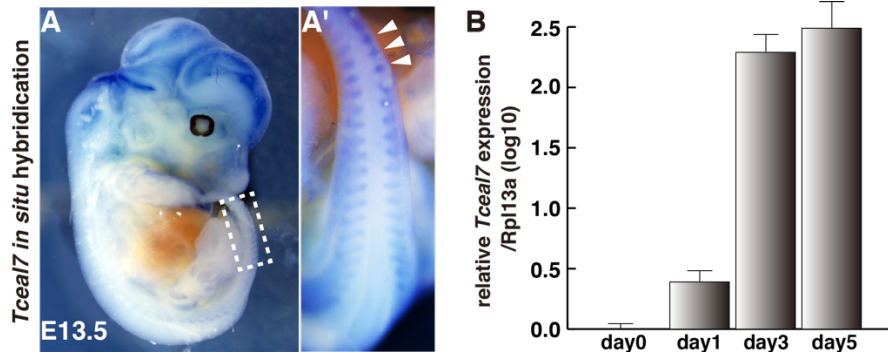 A
A'
Tceal7 in situ hybridication
E13.5
B
relative Tceal7 expression
/Rpl13a (log10)
2.5
2.0
1.5
1.0
0.5
0.0
day0 day1 day3 day5